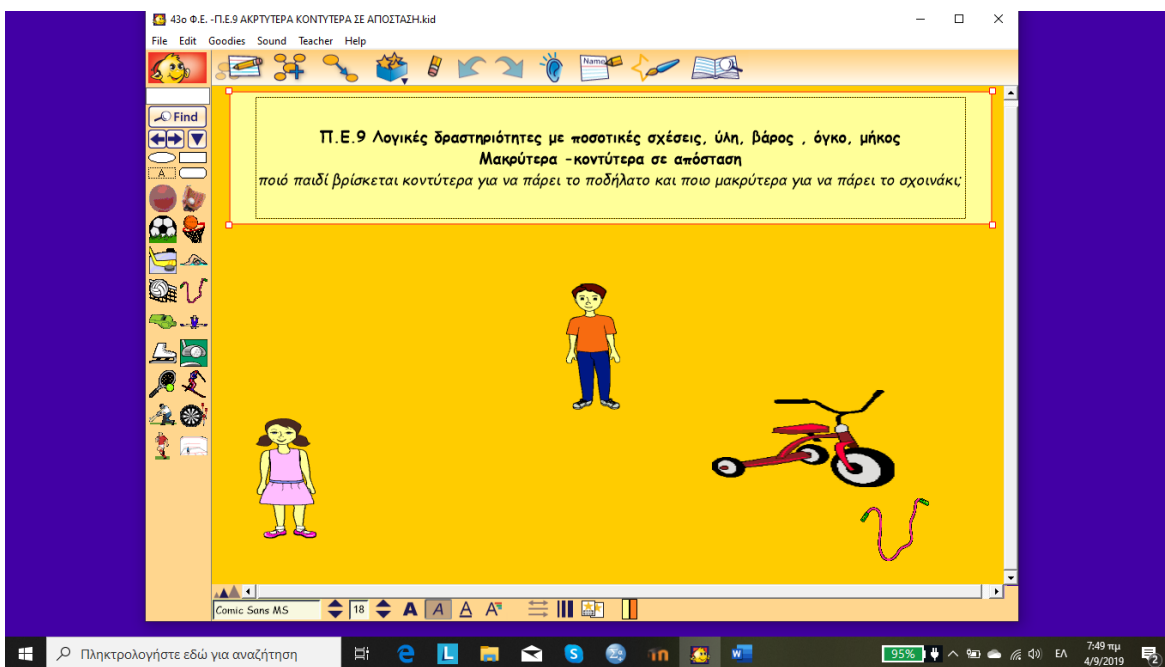 43ο Φ.Ε. -Π.Ε.9 ΑΚΡΤΥΤΕΡΑ ΚΟΝΤΥΤΕΡΑ ΣΕ ΑΠΟΣΤΑΣΗ.kid
File Edit Goodies Sound Teacher Help
Name
Find
A
Π.Ε.9 Λογικές δραστηριότητες με ποσοτικές σχέσεις, ύλη, βάρος , όγκο, μήκος
Μακρύτερα -κοντύτερα σε απόσταση
ποιό παιδί βρίσκεται κοντύτερα για να πάρει το ποδήλατο και ποιο μακρύτερα για να πάρει το σχοινάκι;
Comic Sans MS 18 A A A A
Πληκτρολογήστε εδώ για αναζήτηση
95% ΕΛ 7:49 πμ
4/9/2019